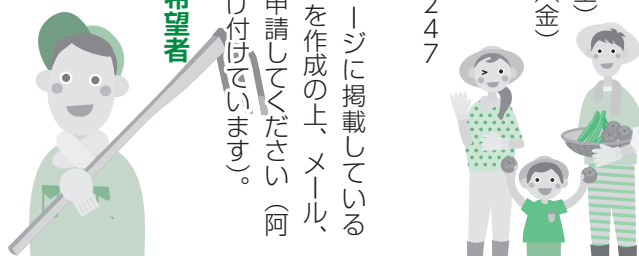 土）
（金）
247
ージに掲載している
を作成の上、メール、
申請してください（阿
け付けています）。
希望者